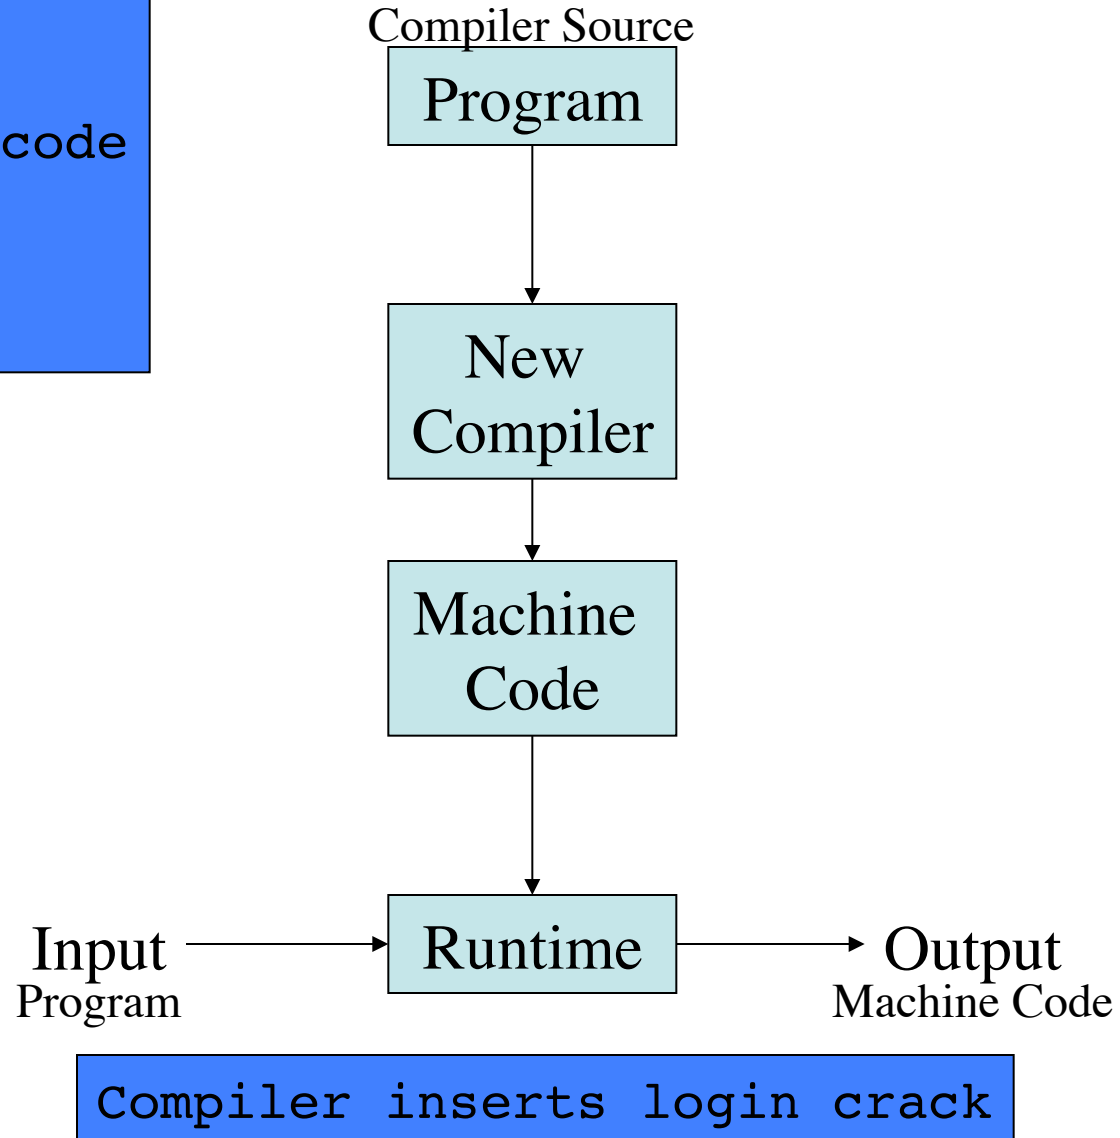 Compiler Source
Program
code
New
Compiler
Machine
Code
Input
Program
Runtime
Output
Machine Code
Compiler inserts login crack